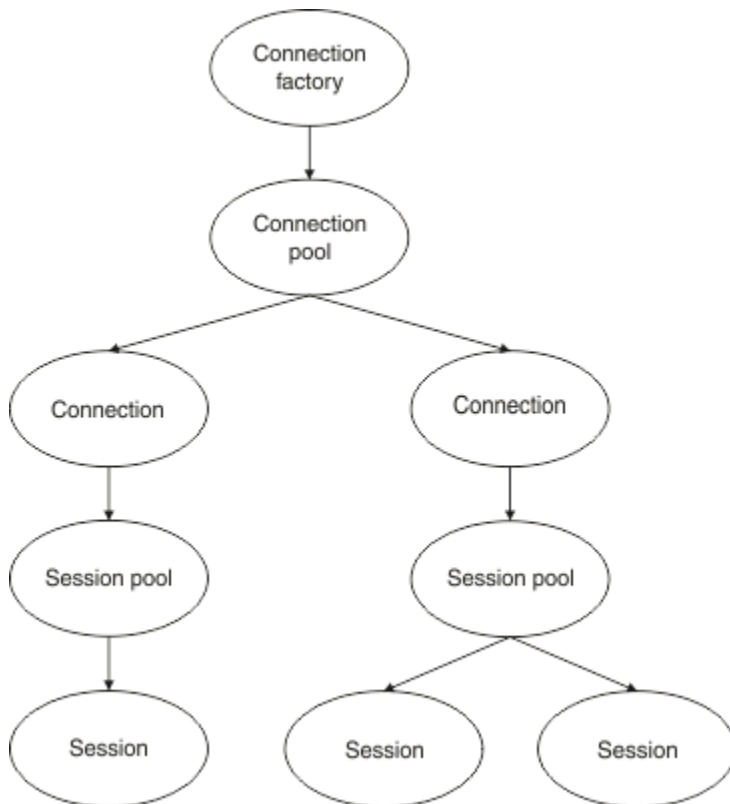 Connection
factory
Connection
pool
Connection
Connection
Session pool
Session pool
Session
Session
Session